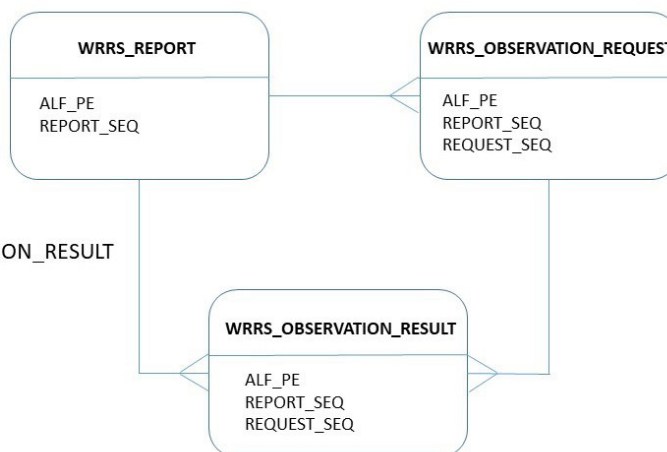 WRRS_REPORT
ALF_PE
REPORT_SEQ
WRRS_OBSERVATION_REQUEST
ALF_PE
REPORT_SEQ
REQUEST_SEQ
ON_RESULT
WRRS_OBSERVATION_RESULT
ALF_PE
REPORT_SEQ
REQUEST_SEQ